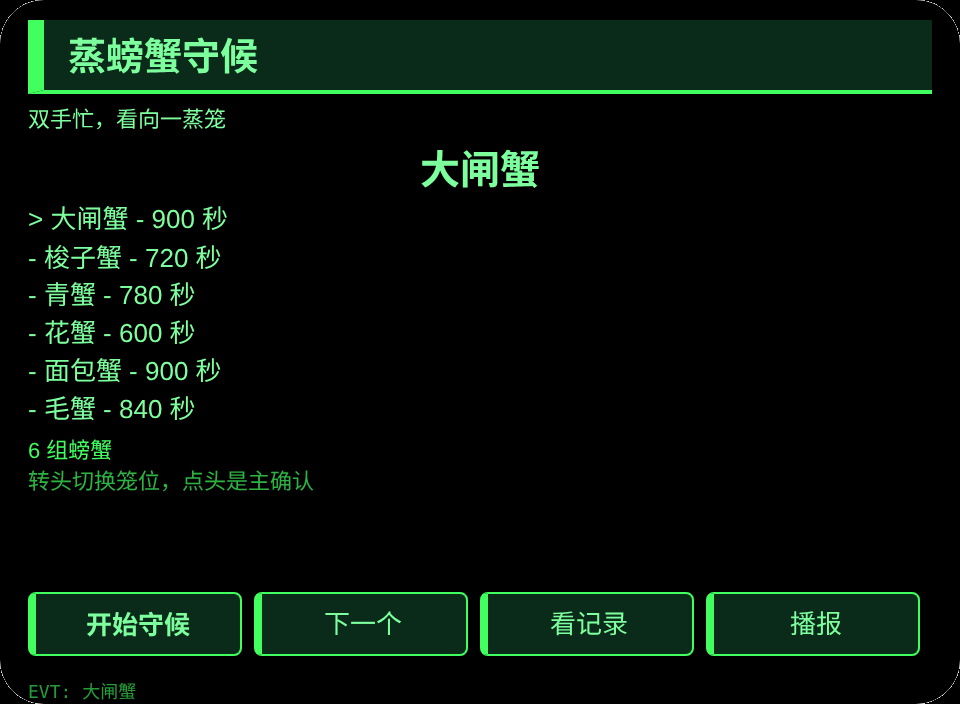 蒸螃蟹守候
双手忙，看向一蒸笼
大闸蟹
> 大闸蟹 - 900 秒
- 梭子蟹 - 720 秒
- 青蟹 - 780 秒
- 花蟹 - 600 秒
- 面包蟹 - 900 秒
- 毛蟹 - 840 秒
6 组螃蟹
转头切换笼位，点头是主确认
开始守候
下一个
看记录
播报
EVT: 大闸蟹